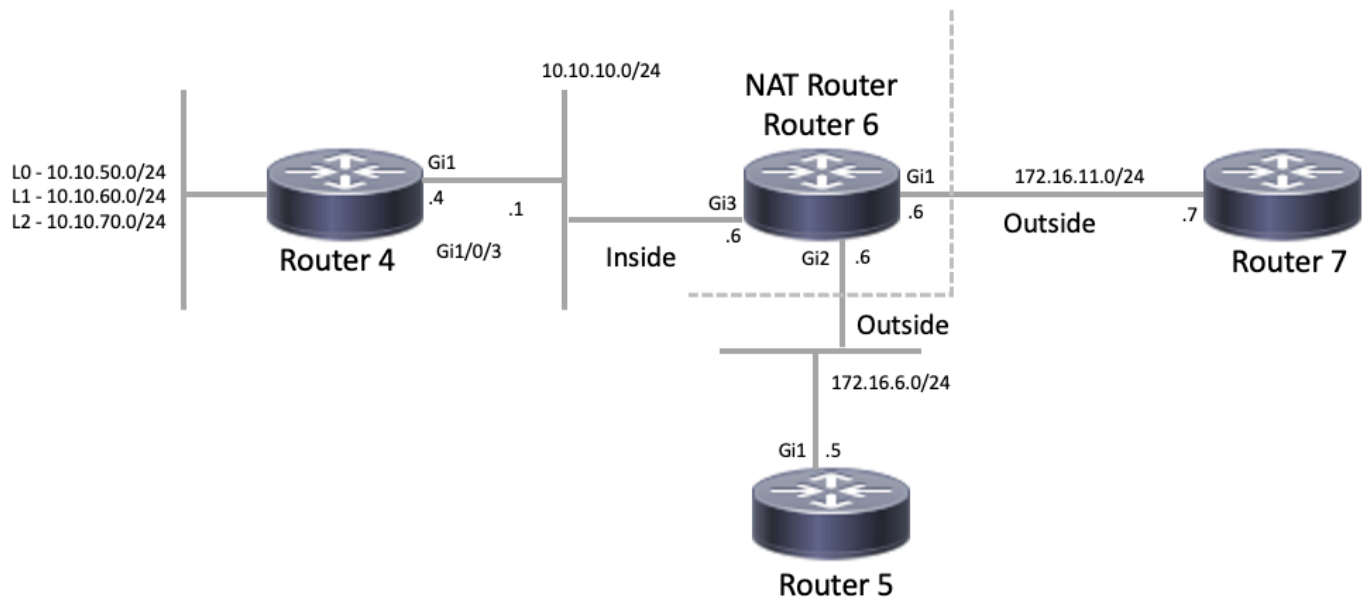 10.10.10.0/24
NAT Router
Router 6
L0 - 10.10.50.0/24
L1 - 10.10.60.0/24
L2 - 10.10.70.0/24
Gi1
.4
.1
Router 4
Gi1/0/3
Inside
Gi3
.6
Gi1
.6
Gi2
.6
172.16.11.0/24
Outside
.7
Router 7
Outside
172.16.6.0/24
Gi1
.5
Router 5